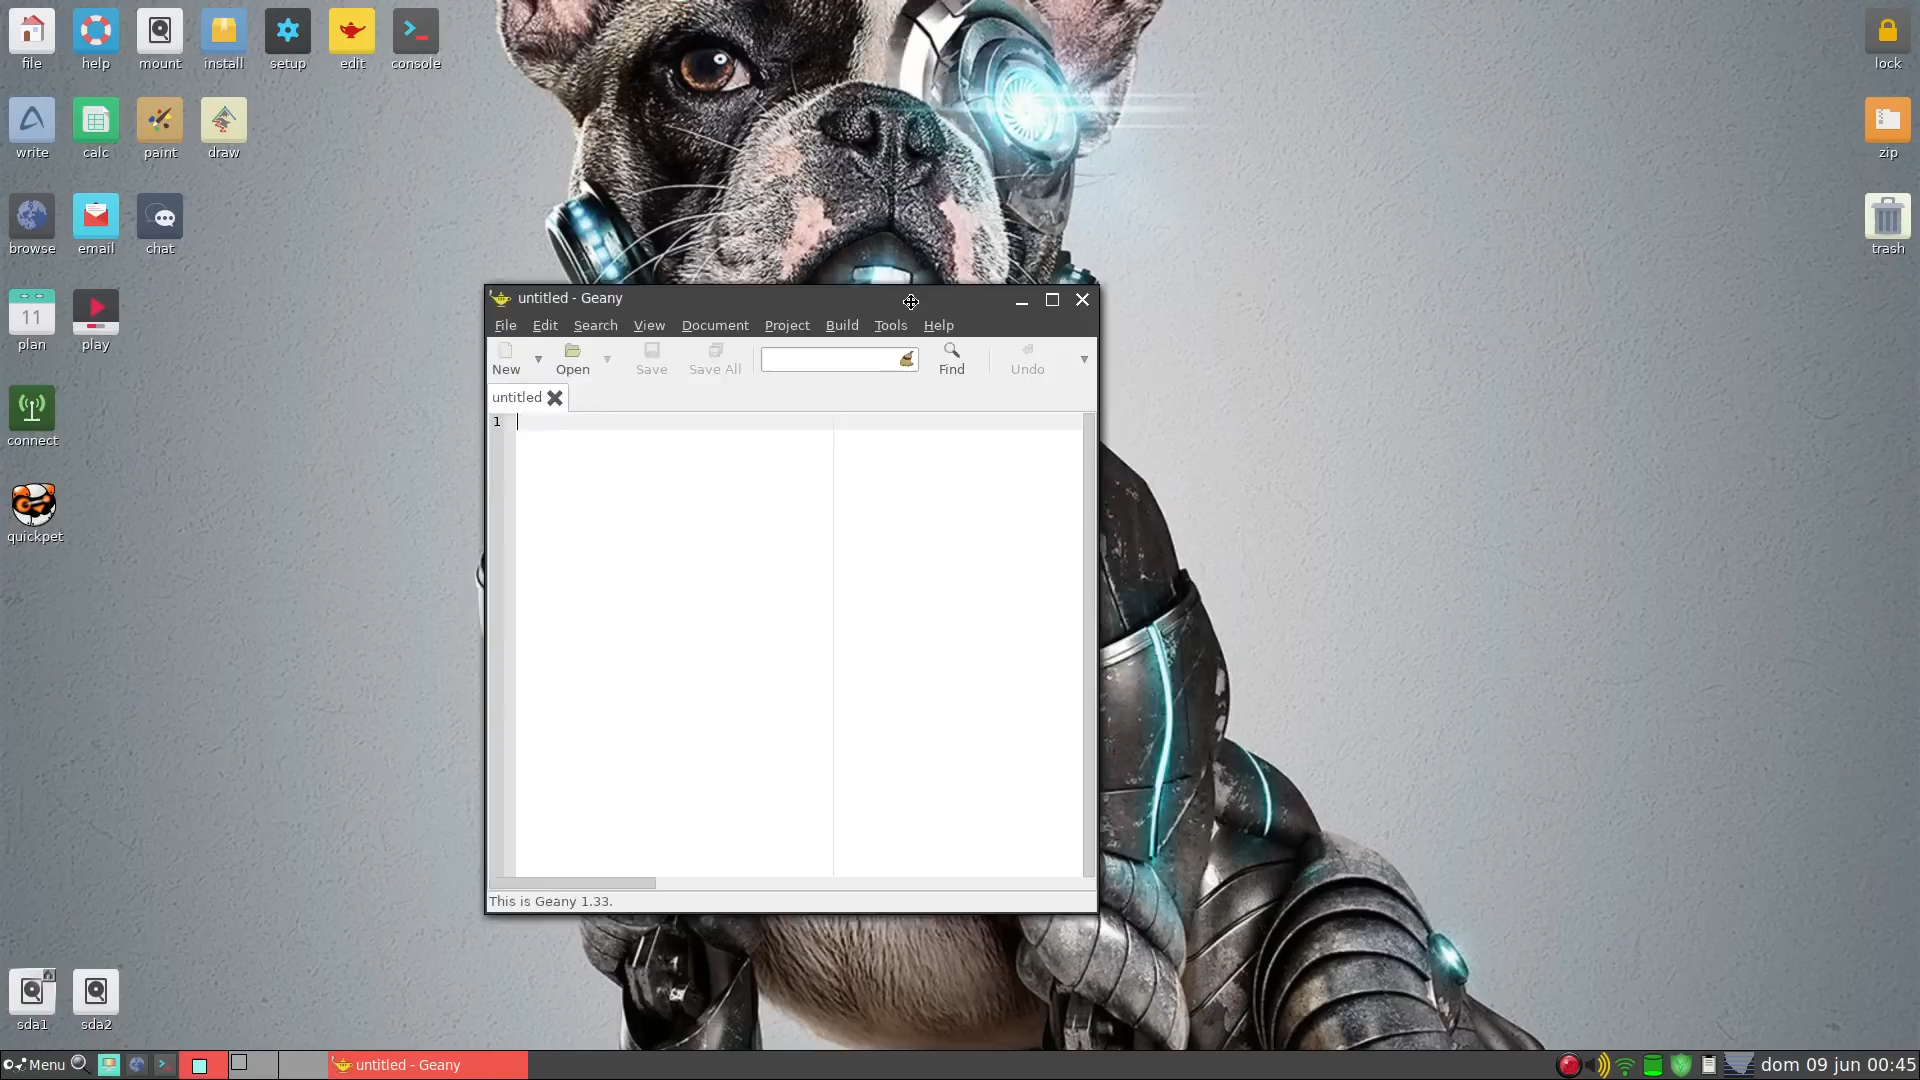 file
help
mount
install
setup
edit
console
lock
write
calc
paint
draw
zip
browse
email
chat
trash
11
plan
play
connect
quickpet
untitled - Geany
File Edit Search View Document Project Build Tools Help
New Open Save Save All Find Undo
untitled
1
This is Geany 1.33.
sda1
sda2
Menu
untitled - Geany
dom 09 jun 00:45